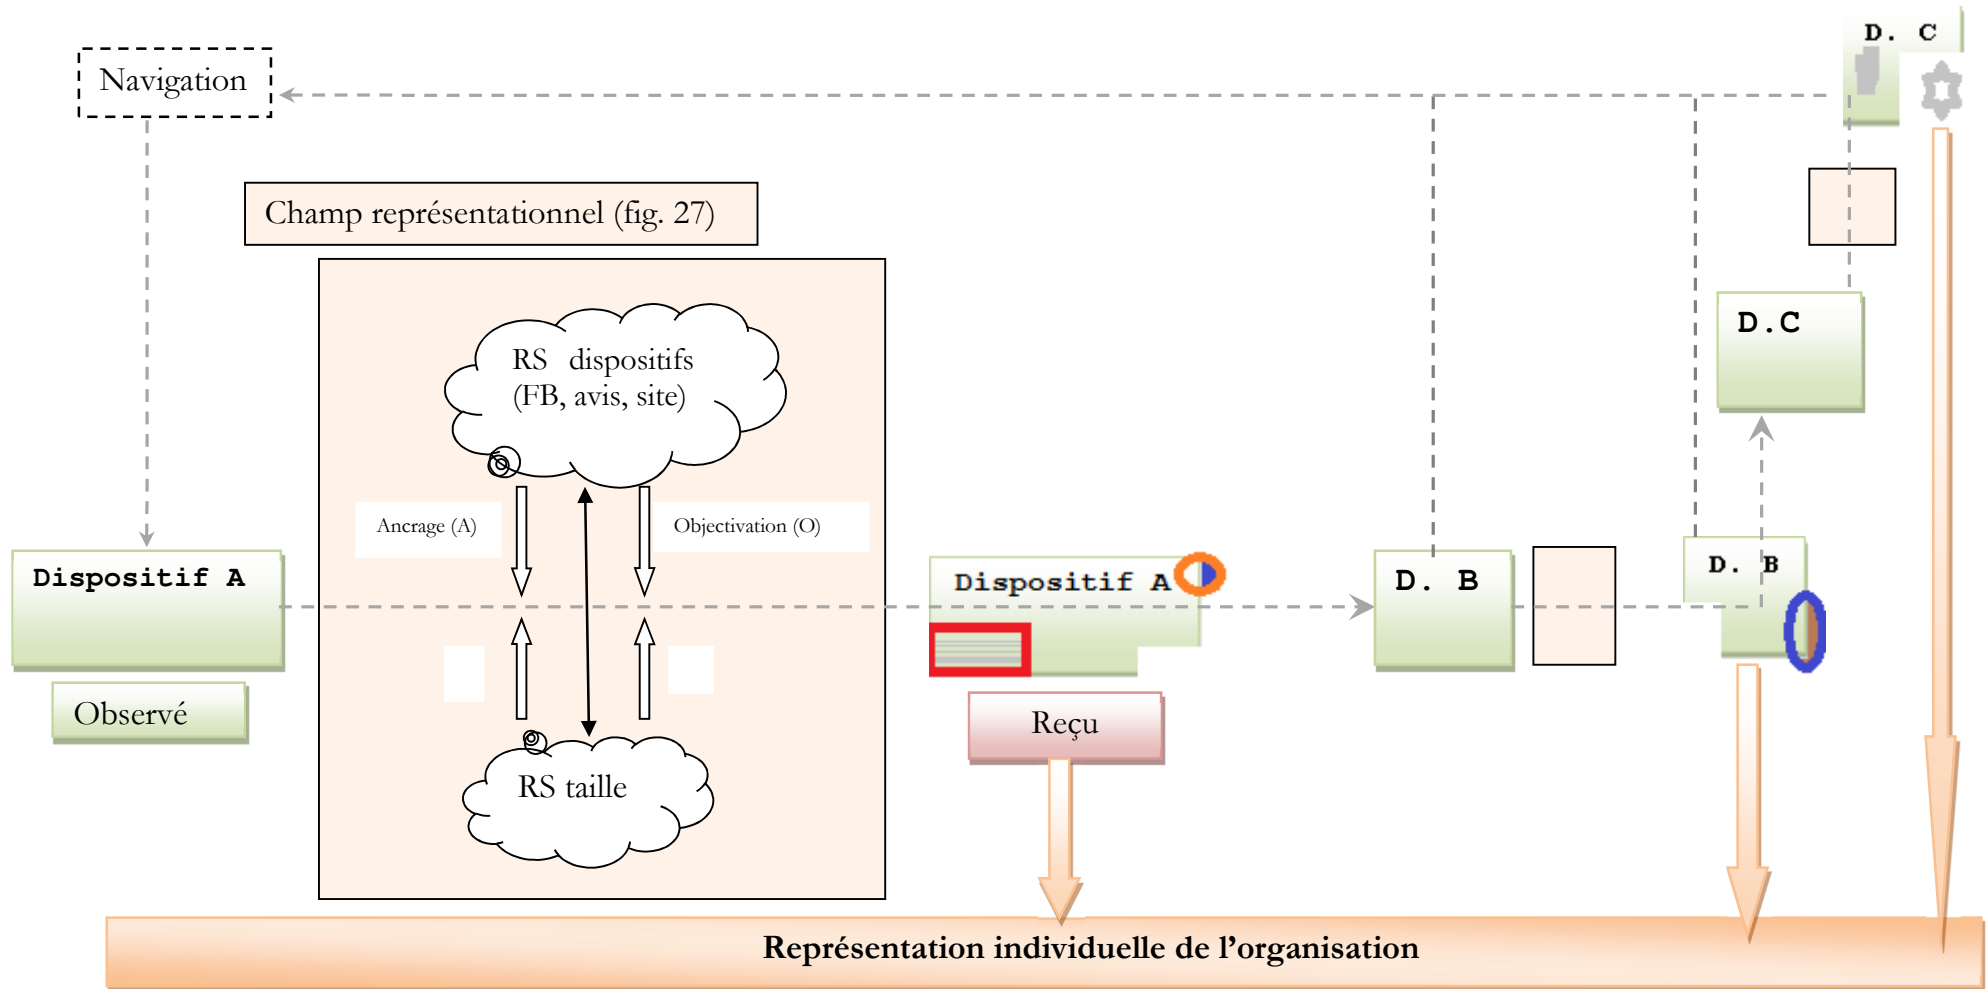 D. C
Navigation
Champ représentationnel (fig. 27)
D.C
RS dispositifs
(FB, avis, site)
Ancrage (A)
Objectivation (O)
Dispositif A
Dispositif A
D. B
D. B
Observé
Reçu
RS taille
Représentation individuelle de l’organisation